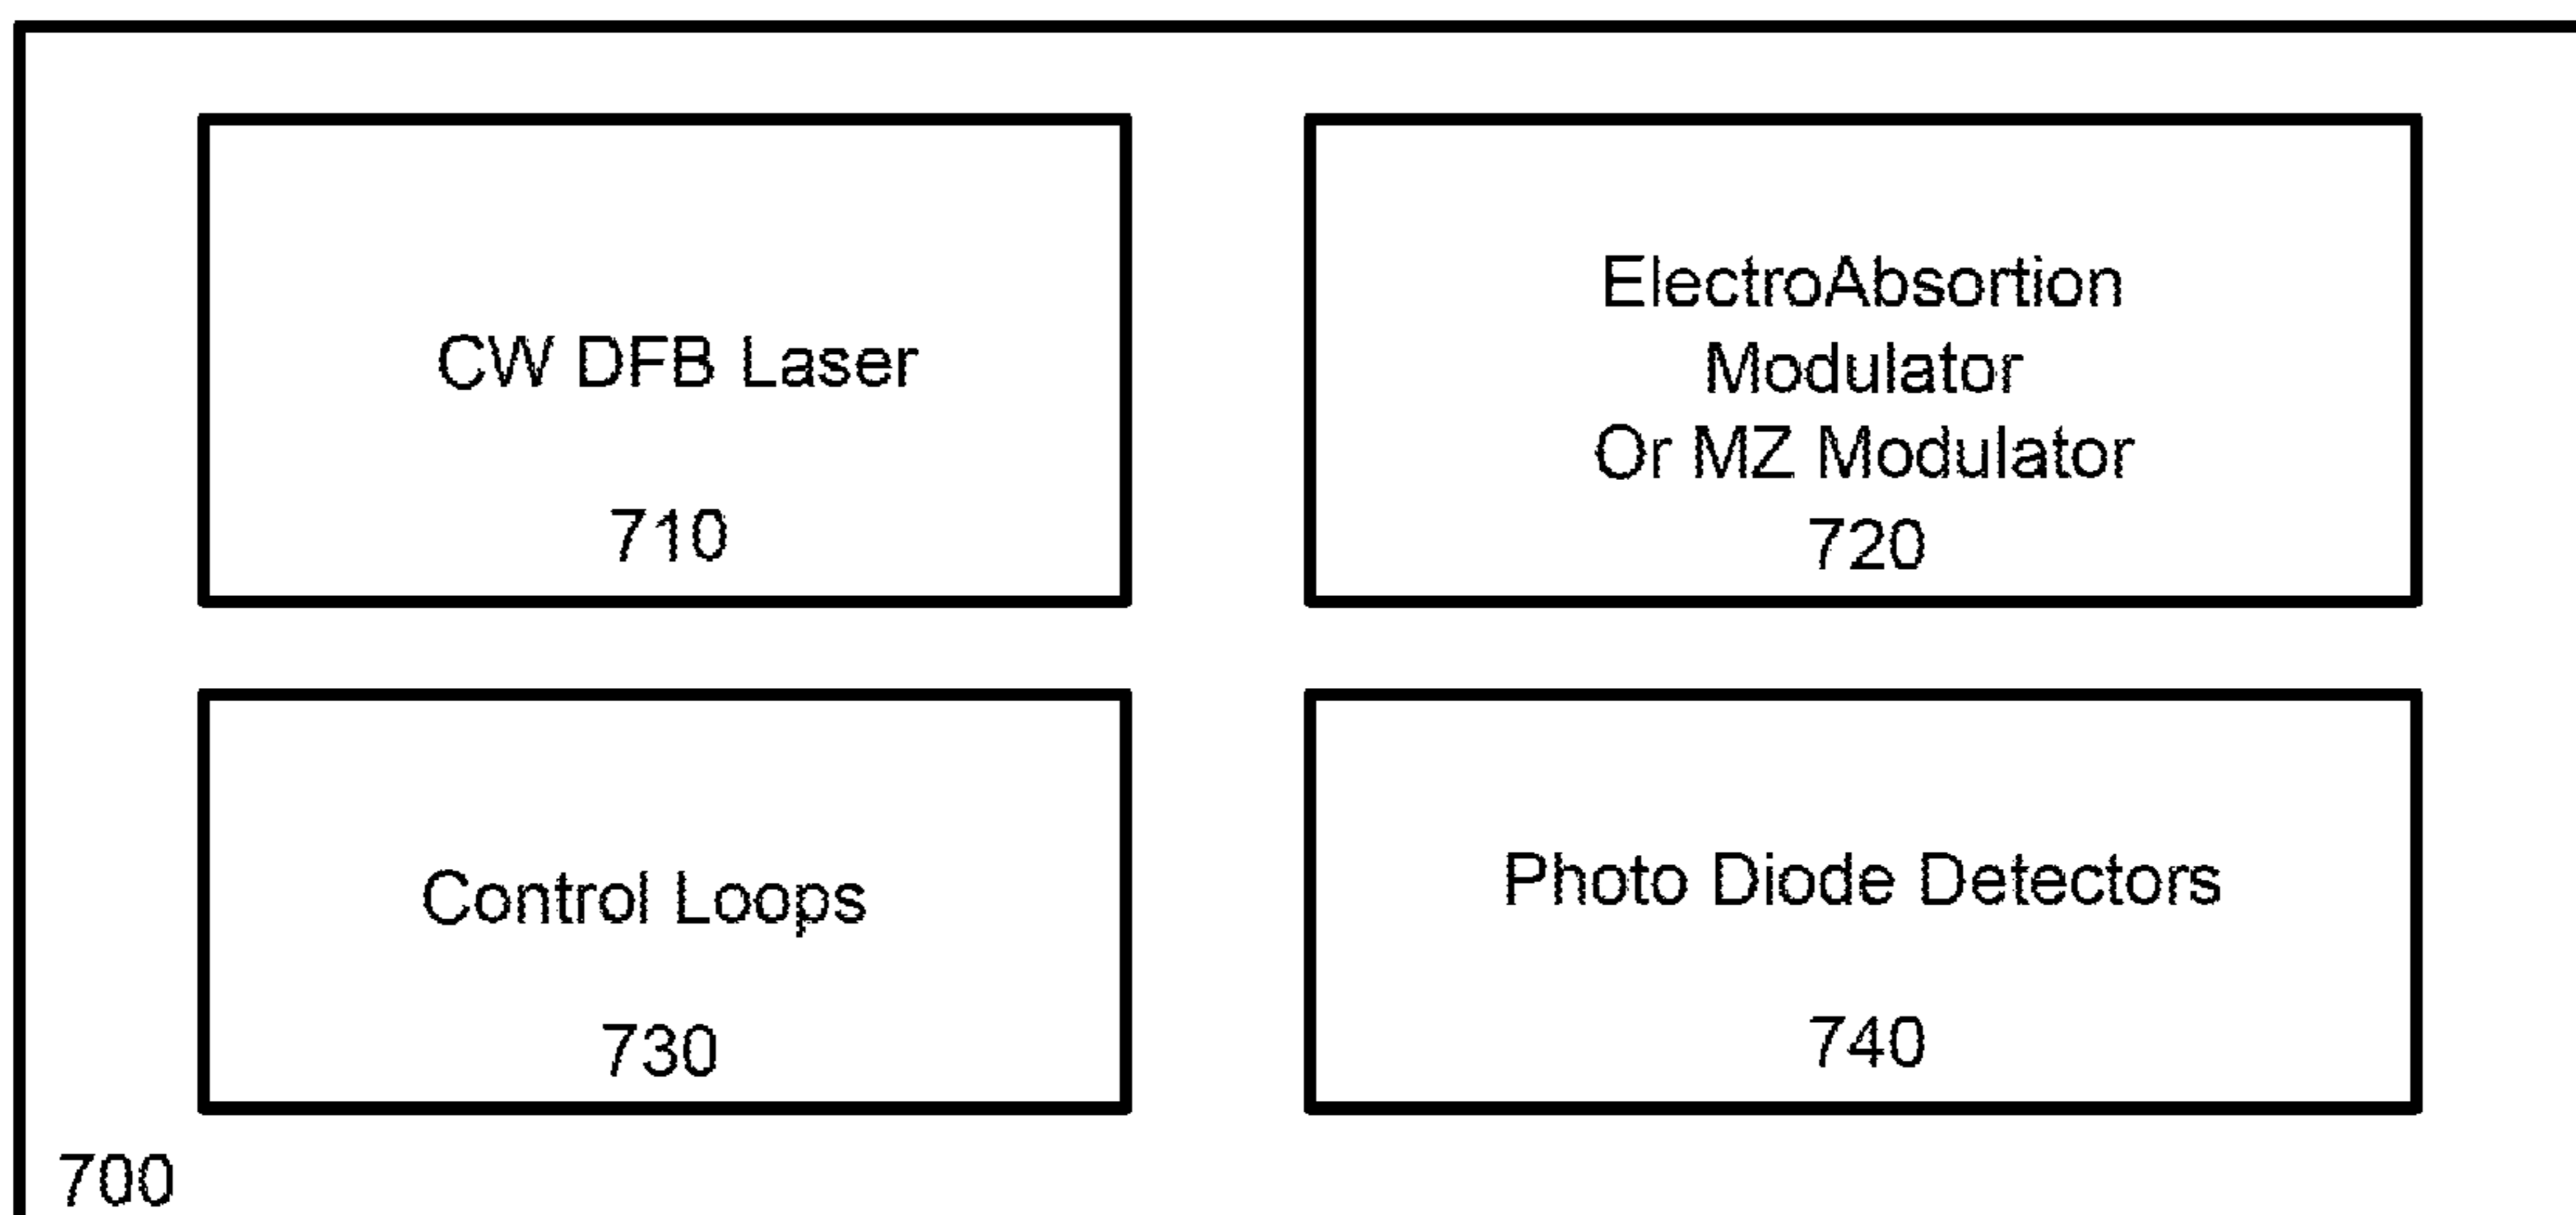 CW DFB Laser
710
ElectroAbsortion
Modulator
Or MZ Modulator
720
Control Loops
730
Photo Diode Detectors
740
700